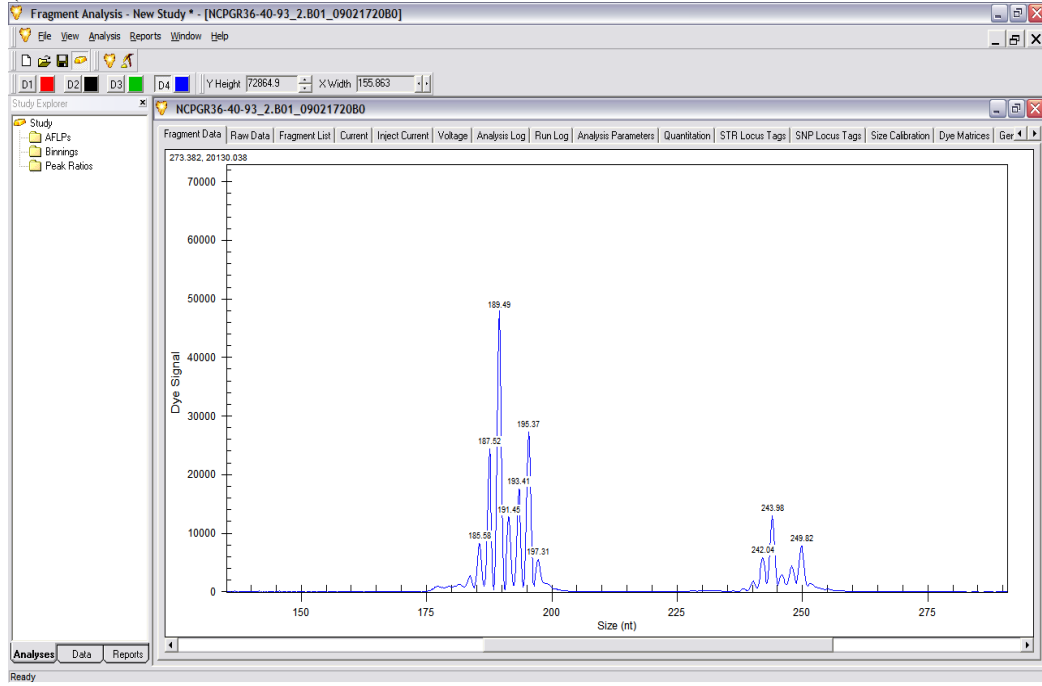 Fragment Analysis - New Study * - [NCPGR36-40-93_2.B01_09021720B0]
File View Analysis Reports Window Help
D1 D2 D3 D4 Y Height 72864.9 X Width 155.863
Study Explorer
Study
AFLPs
Binnings
Peak Ratios
NCPGR36-40-93_2.B01_09021720B0
Fragment Data Raw Data Fragment List Current Inject Current Voltage Analysis Log Run Log Analysis Parameters Quantitation STR Locus Tags SNP Locus Tags Size Calibration Dye Matrices Ger
273.382, 20130.038
70000
60000
50000
40000
30000
20000
10000
0
Dye Signal
189.49
195.37
187.52
193.41
191.45
185.58
197.31
243.98
249.82
242.04
150 175 200 225 250 275
Size (nt)
Analyses Data Reports
Ready